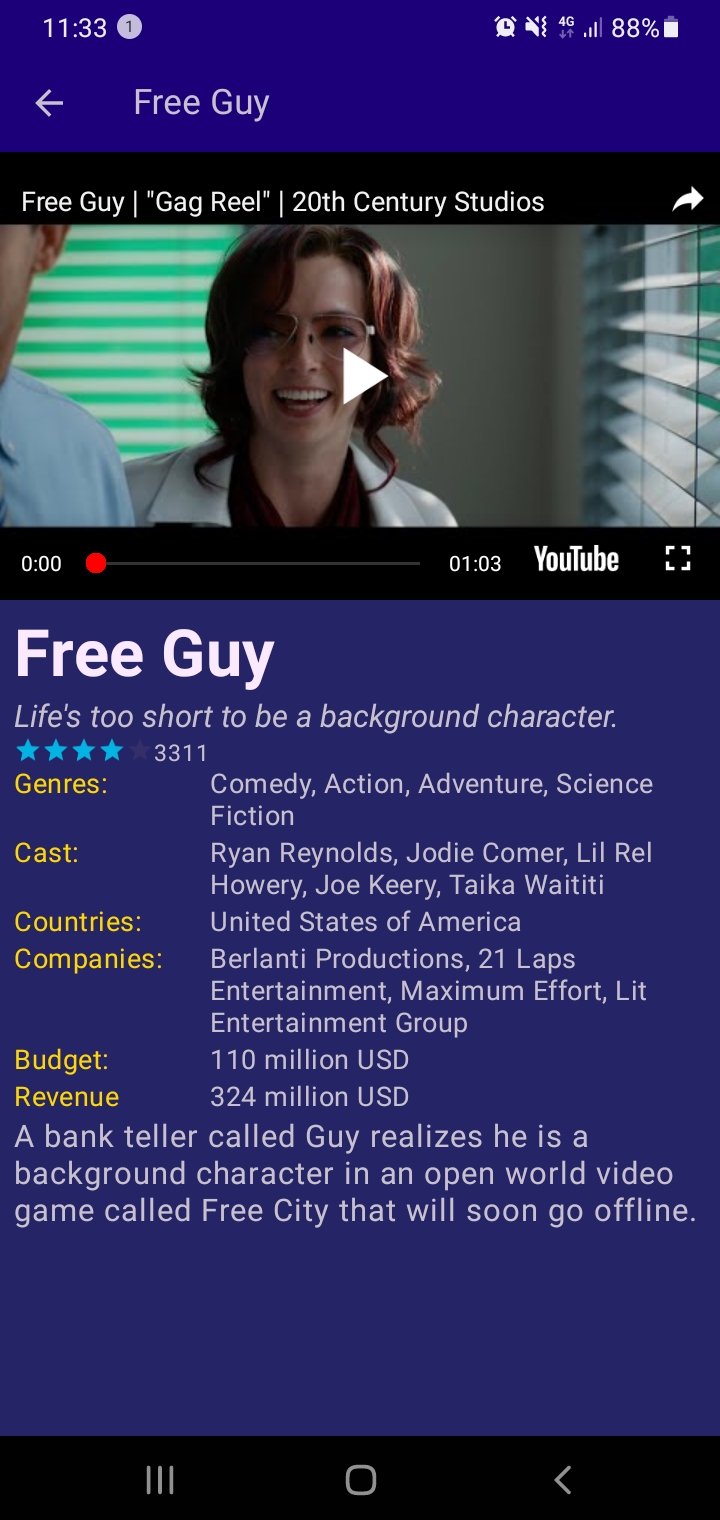 11:33 1 4G 88%
Free Guy
Free Guy | "Gag Reel" | 20th Century Studios
0:00 01:03 YouTube
Free Guy
Life's too short to be a background character.
3311
Genres: Comedy, Action, Adventure, Science
Fiction
Cast: Ryan Reynolds, Jodie Comer, Lil Rel
Howery, Joe Keery, Taika Waititi
Countries: United States of America
Companies: Berlanti Productions, 21 Laps
Entertainment, Maximum Effort, Lit
Entertainment Group
Budget: 110 million USD
Revenue 324 million USD
A bank teller called Guy realizes he is a
background character in an open world video
game called Free City that will soon go offline.